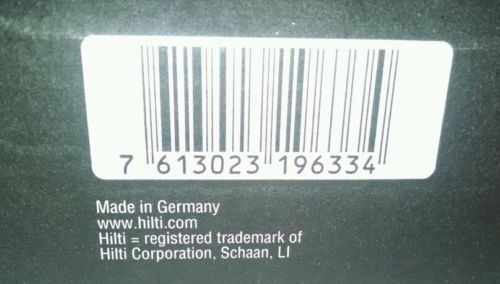 7 613023 196334
Made in Germany
www.hilti.com
Hilti = registered trademark of
Hilti Corporation, Schaan, LI